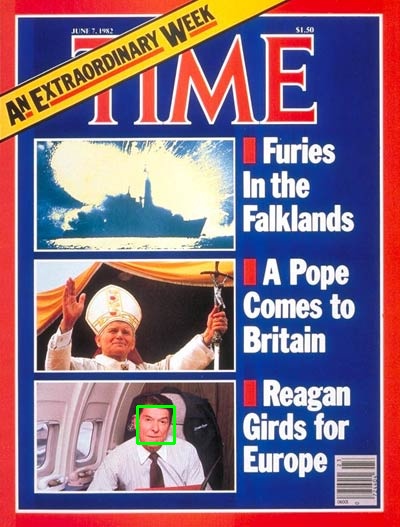 JUNE 7, 1982
$1.50
AN EXTRAORDINARY WEEK
TIME
Furies
In the
Falklands
A Pope
Comes to
Britain
Reagan
Girds for
Europe